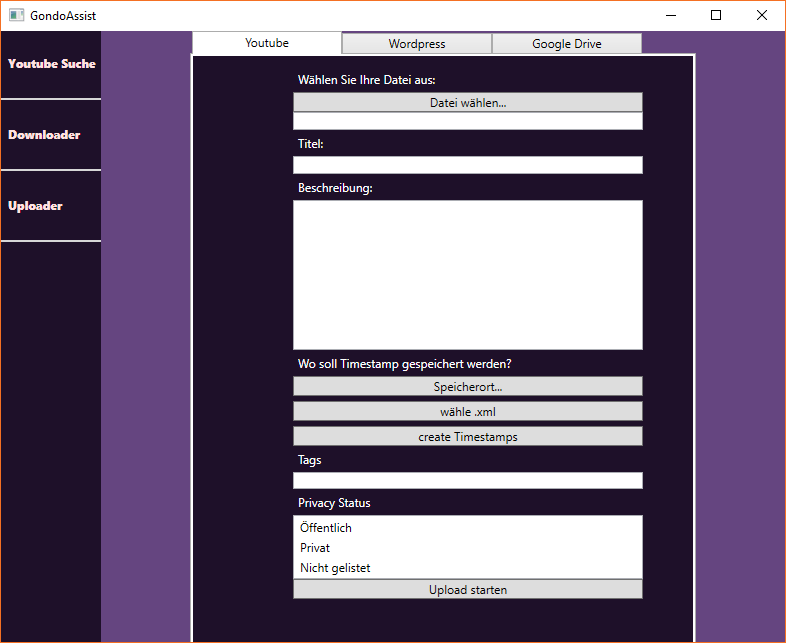 GondoAssist
Youtube Suche
Downloader
Uploader
Youtube
Wordpress
Google Drive
Wählen Sie Ihre Datei aus:
Datei wählen...
Titel:
Beschreibung:
Wo soll Timestamp gespeichert werden?
Speicherort...
wähle .xml
create Timestamps
Tags
Privacy Status
Öffentlich
Privat
Nicht gelistet
Upload starten